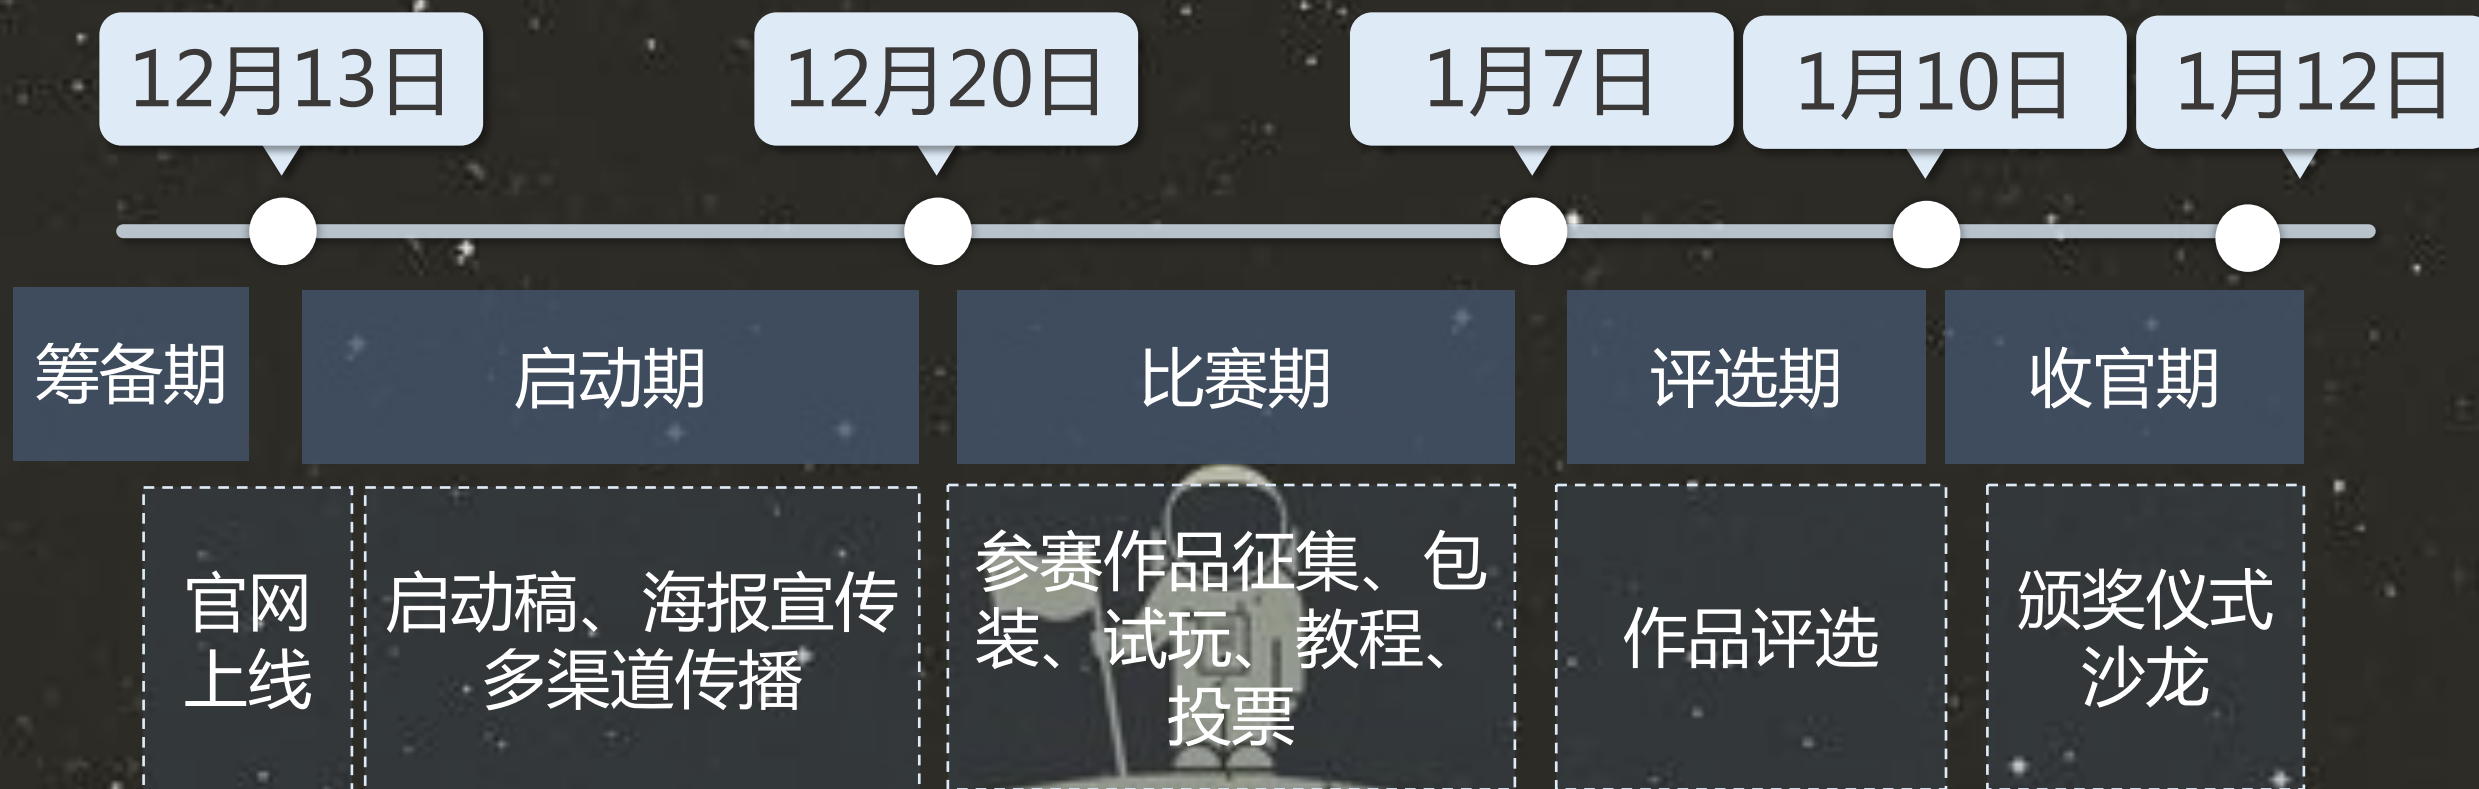 12月13日
12月20日
1月7日
1月10日
1月12日
筹备期
启动期
比赛期
评选期
收官期
官网
上线
启动稿、海报宣传
多渠道传播
参赛作品征集、包
装、试玩、教程、
投票
作品评选
颁奖仪式
沙龙